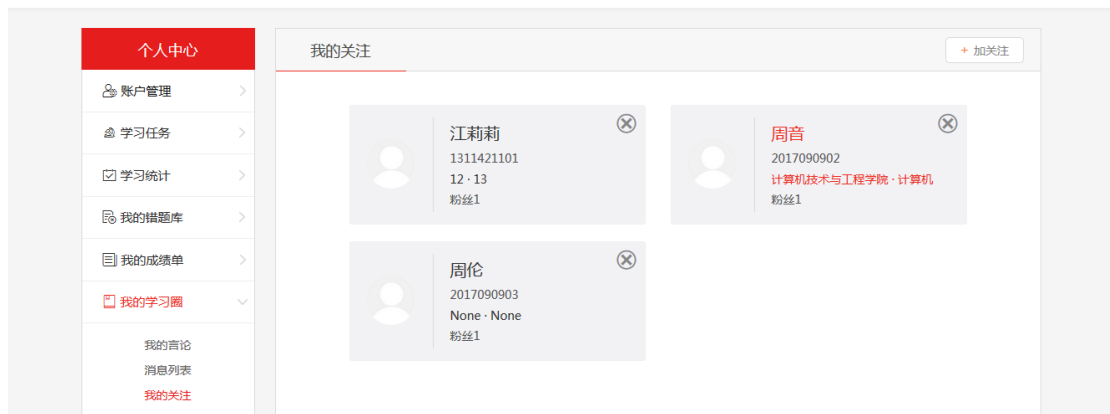 个人中心
账户管理
学习任务
学习统计
我的错题库
我的成绩单
我的学习圈
我的言论
消息列表
我的关注
我的关注
+ 加关注
江莉莉
1311421101
12 · 13
粉丝1
周音
2017090902
计算机技术与工程学院 · 计算机
粉丝1
周伦
2017090903
None · None
粉丝1